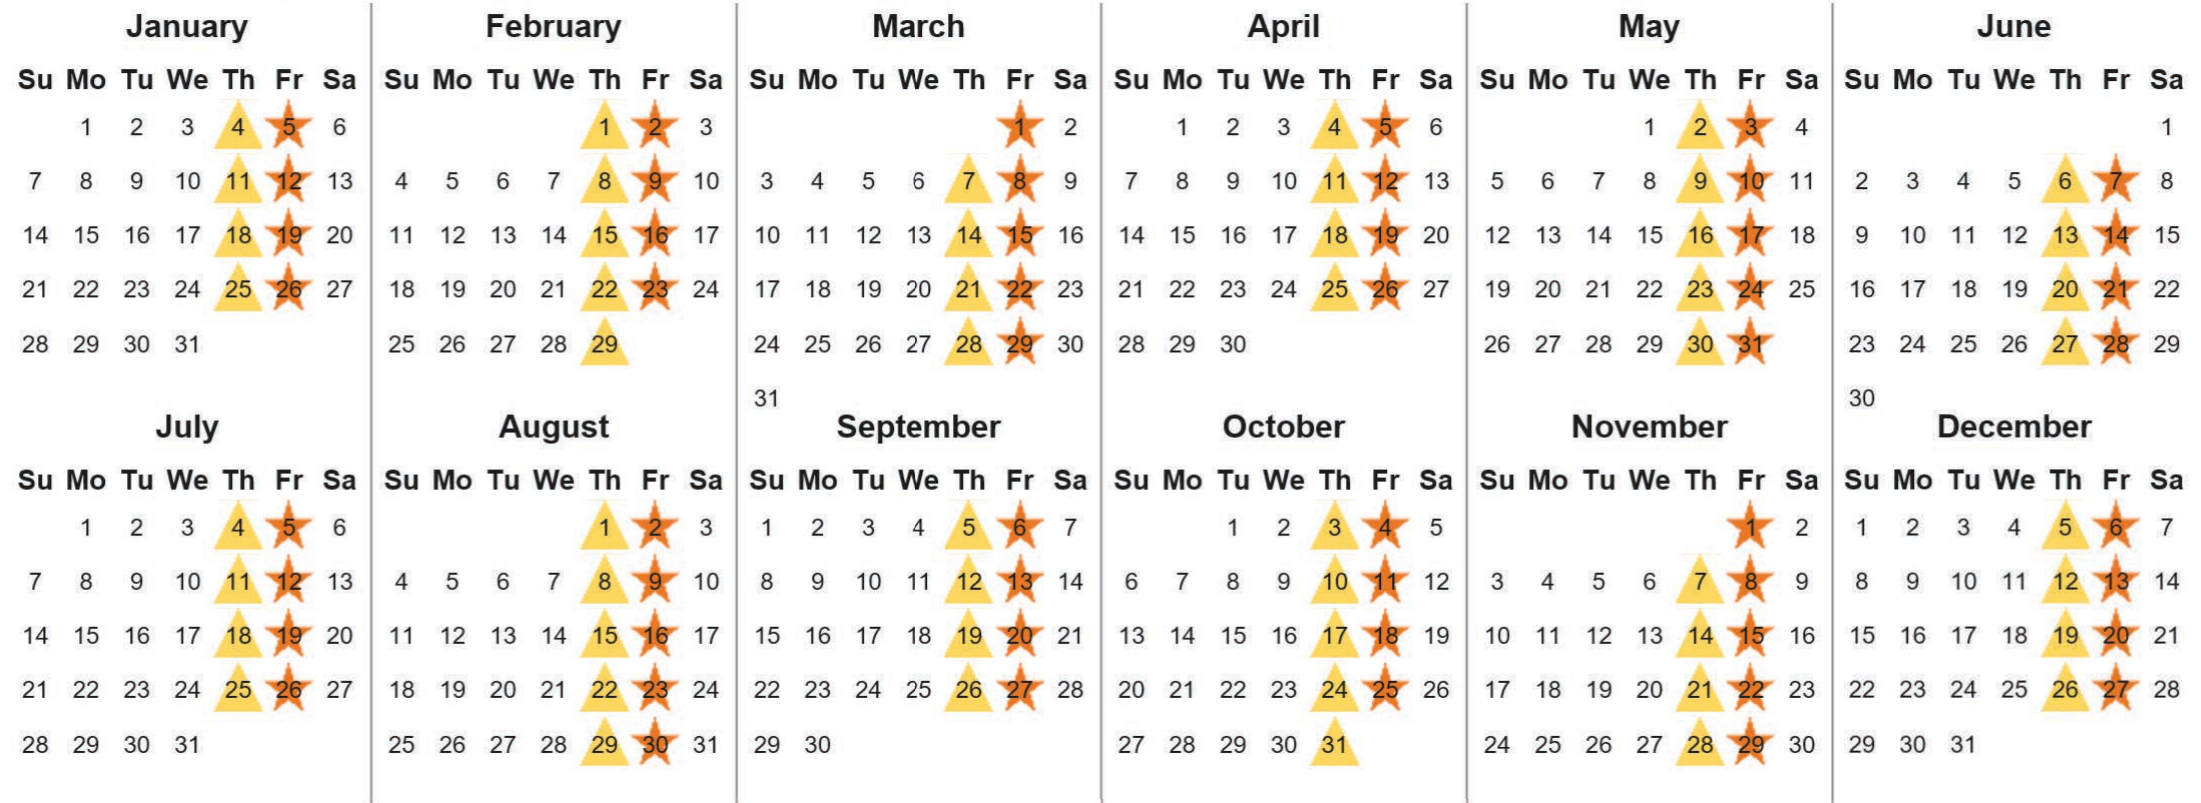 January February March April May June
Su Mo Tu We Th Fr Sa Su Mo Tu We Th Fr Sa Su Mo Tu We Th Fr Sa Su Mo Tu We Th Fr Sa Su Mo Tu We Th Fr Sa Su Mo Tu We Th Fr Sa
1 2 3 4 5 6 1 2 3 1 2 1 2 3 4 5 6 1 2 3 4 1
7 8 9 10 11 12 13 4 5 6 7 8 9 10 3 4 5 6 7 8 9 7 8 9 10 11 12 13 5 6 7 8 9 10 11 2 3 4 5 6 7 8
14 15 16 17 18 19 20 11 12 13 14 15 16 17 10 11 12 13 14 15 16 14 15 16 17 18 19 20 12 13 14 15 16 17 18 9 10 11 12 13 14 15
21 22 23 24 25 26 27 18 19 20 21 22 23 24 17 18 19 20 21 22 23 21 22 23 24 25 26 27 19 20 21 22 23 24 25 16 17 18 19 20 21 22
28 29 30 31 25 26 27 28 29 24 25 26 27 28 29 30 28 29 30 26 27 28 29 30 31 23 24 25 26 27 28 29
31 30
July August September October November December
Su Mo Tu We Th Fr Sa Su Mo Tu We Th Fr Sa Su Mo Tu We Th Fr Sa Su Mo Tu We Th Fr Sa Su Mo Tu We Th Fr Sa Su Mo Tu We Th Fr Sa
1 2 3 4 5 6 1 2 3 1 2 3 4 5 6 7 1 2 3 4 5 1 2 1 2 3 4 5 6 7
7 8 9 10 11 12 13 4 5 6 7 8 9 10 8 9 10 11 12 13 14 6 7 8 9 10 11 12 3 4 5 6 7 8 9 8 9 10 11 12 13 14
14 15 16 17 18 19 20 11 12 13 14 15 16 17 15 16 17 18 19 20 21 13 14 15 16 17 18 19 10 11 12 13 14 15 16 15 16 17 18 19 20 21
21 22 23 24 25 26 27 18 19 20 21 22 23 24 22 23 24 25 26 27 28 20 21 22 23 24 25 26 17 18 19 20 21 22 23 22 23 24 25 26 27 28
28 29 30 31 25 26 27 28 29 30 31 29 30 27 28 29 30 31 24 25 26 27 28 29 30 29 30 31